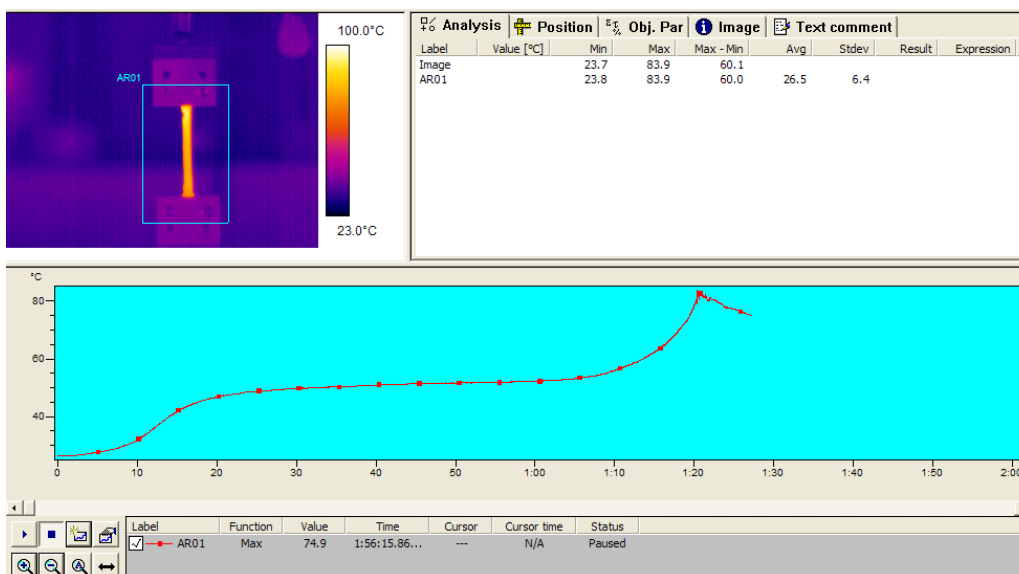 100.0°C
AR01
23.0°C
Analysis Position Obj. Par Image Text comment
Label Value [°C] Min Max Max - Min Avg Stdev Result Expression
Image 23.7 83.9 60.1
AR01 23.8 83.9 60.0 26.5 6.4
°C
80
60
40
0 10 20 30 40 50 1:00 1:10 1:20 1:30 1:40 1:50 2:00
Label Function Value Time Cursor Cursor time Status
AR01 Max 74.9 1:56:15.86... --- N/A Paused